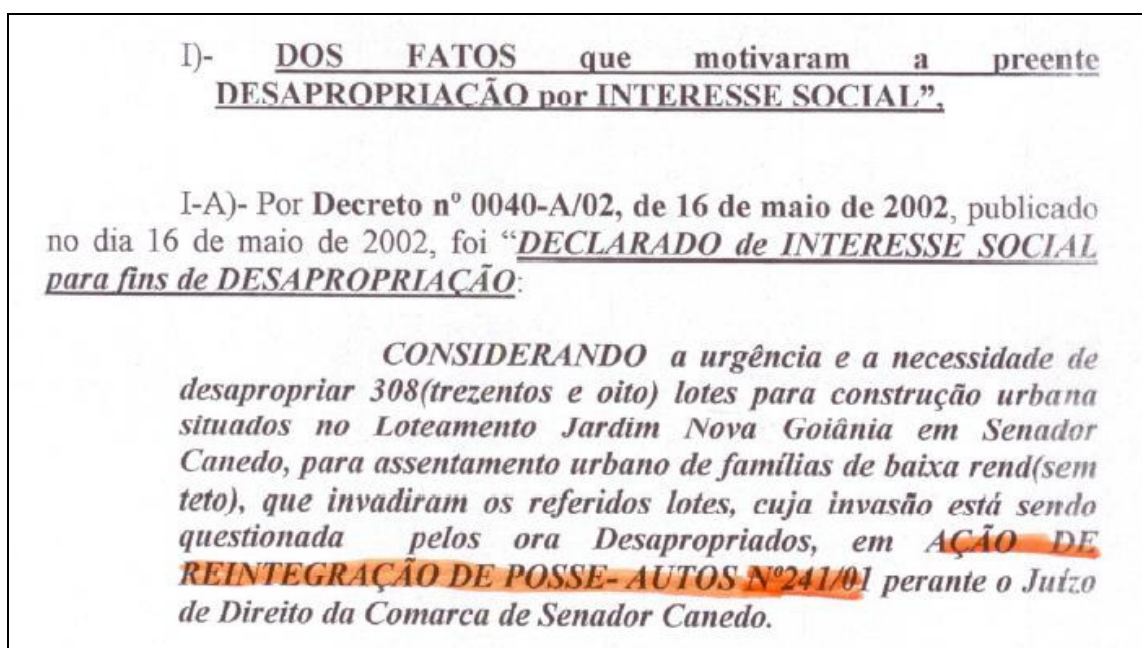 I)- DOS FATOS que motivaram a preente
DESAPROPRIAÇÃO por INTERESSE SOCIAL”,
I-A)- Por Decreto nº 0040-A/02, de 16 de maio de 2002, publicado
no dia 16 de maio de 2002, foi “DECLARADO de INTERESSE SOCIAL
para fins de DESAPROPRIAÇÃO:
CONSIDERANDO a urgência e a necessidade de
desapropriar 308(trezentos e oito) lotes para construção urbana
situados no Loteamento Jardim Nova Goiânia em Senador
Canedo, para assentamento urbano de famílias de baixa rend(sem
teto), que invadiram os referidos lotes, cuja invasão está sendo
questionada pelos ora Desapropriados, em AÇÃO DE
REINTEGRAÇÃO DE POSSE- AUTOS Nº241/01 perante o Juízo
de Direito da Comarca de Senador Canedo.